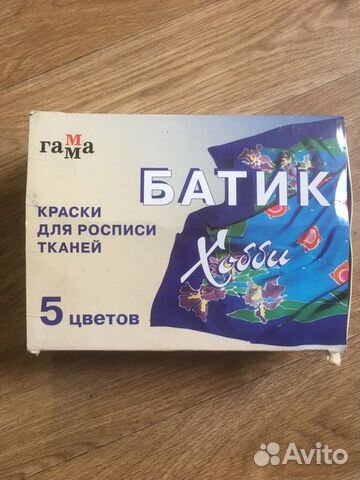 гамма
БАТИК
КРАСКИ
ДЛЯ РОСПИСИ
ТКАНЕЙ
Хобби
5 цветов
Avito